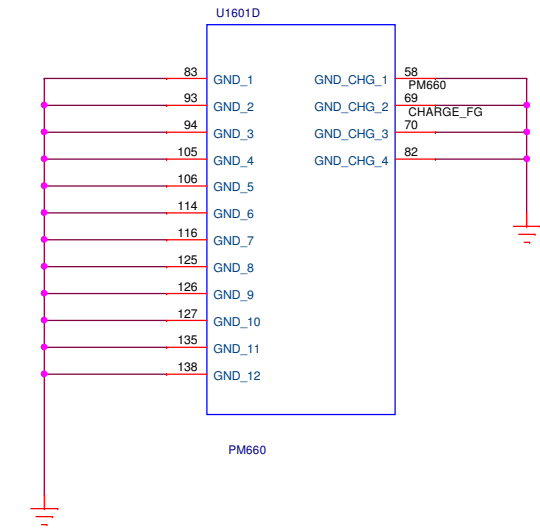 U1601D
83 GND_1 GND_CHG_1 58
PM660
93 GND_2 GND_CHG_2 69
CHARGE_FG
94 GND_3 GND_CHG_3 70
105 GND_4 GND_CHG_4 82
106 GND_5
114 GND_6
116 GND_7
125 GND_8
126 GND_9
127 GND_10
135 GND_11
138 GND_12
PM660